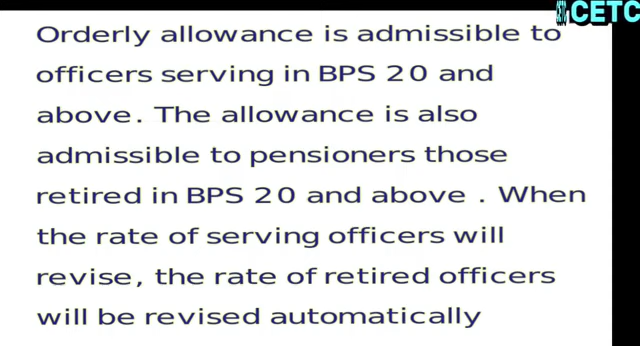 CETC
Orderly allowance is admissible to
officers serving in BPS 20 and
above. The allowance is also
admissible to pensioners those
retired in BPS 20 and above . When
the rate of serving officers will
revise, the rate of retired officers
will be revised automatically